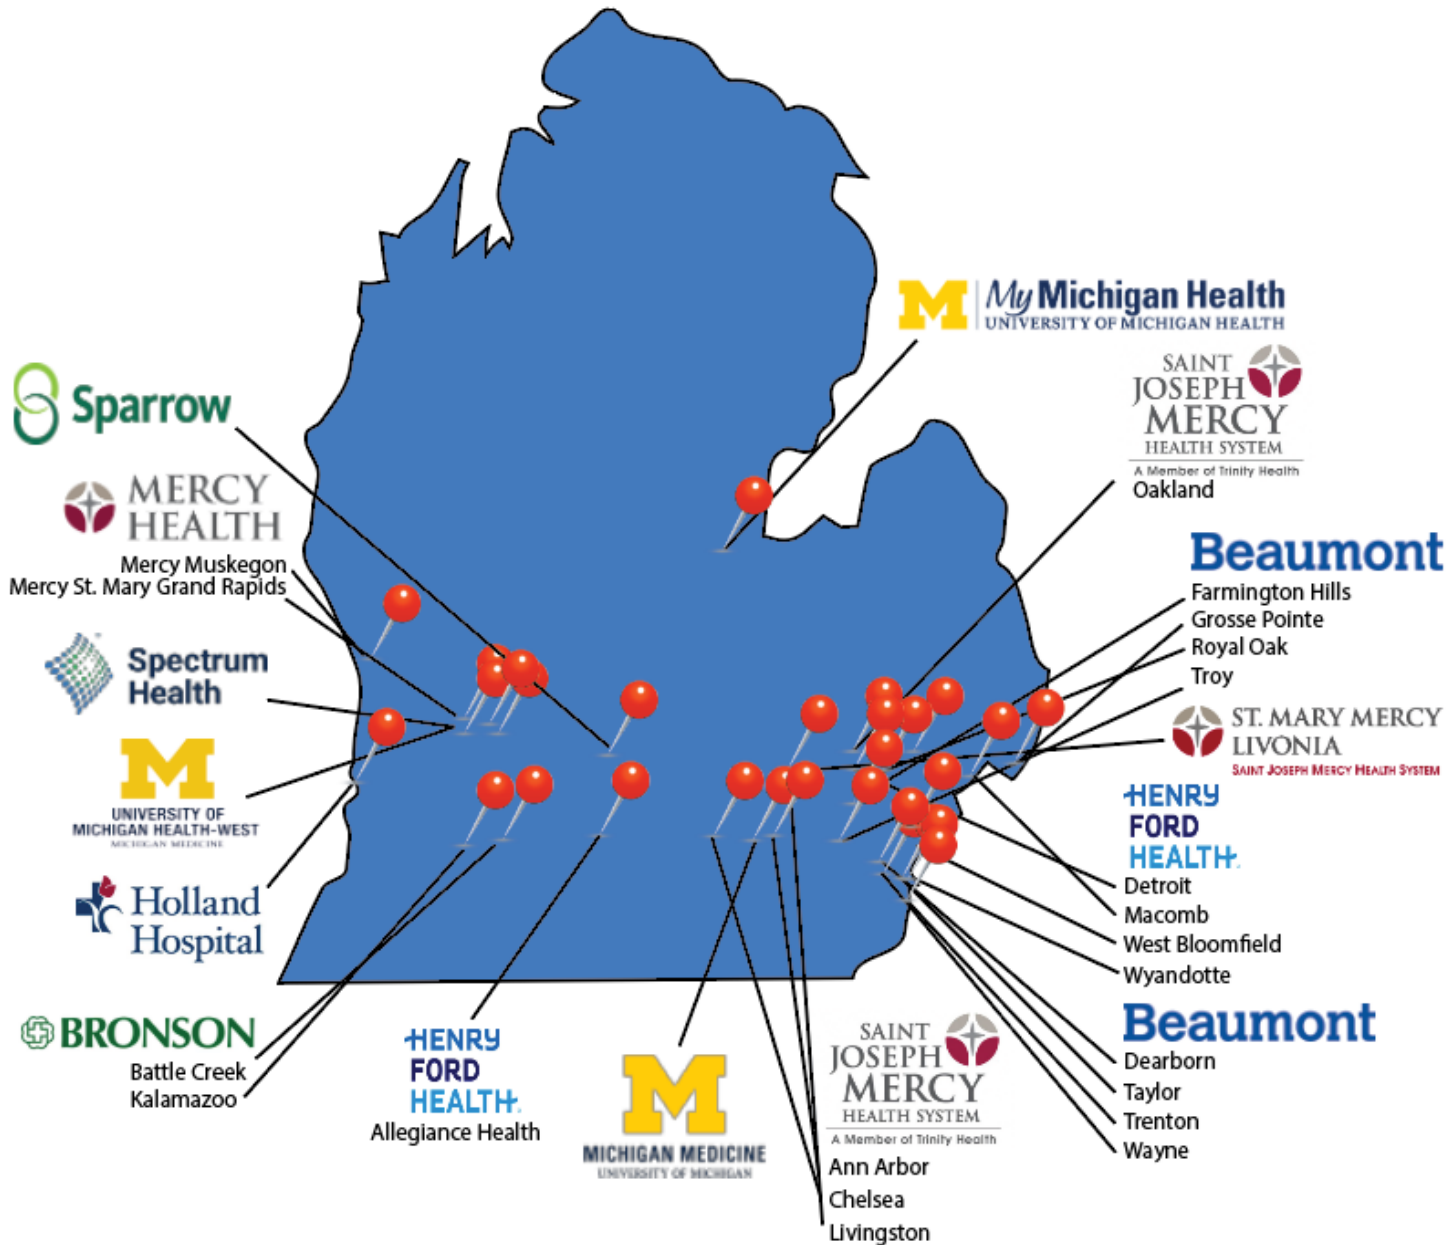 My Michigan Health
UNIVERSITY OF MICHIGAN HEALTH
SAINT
JOSEPH
MERCY
HEALTH SYSTEM
A Member of Trinity Health
Oakland
Sparrow
MERCY
HEALTH
Mercy Muskegon
Mercy St. Mary Grand Rapids
Beaumont
Farmington Hills
Grosse Pointe
Royal Oak
Troy
Spectrum
Health
ST. MARY MERCY
LIVONIA
SAINT JOSEPH MERCY HEALTH SYSTEM
M
UNIVERSITY OF
MICHIGAN HEALTH-WEST
MICHIGAN MEDICINE
HENRY
FORD
HEALTH
Detroit
Macomb
West Bloomfield
Wyandotte
Holland
Hospital
Beaumont
Dearborn
Taylor
Trenton
Wayne
BRONSON
Battle Creek
Kalamazoo
HENRY
FORD
HEALTH
Allegiance Health
M
MICHIGAN MEDICINE
UNIVERSITY OF MICHIGAN
SAINT
JOSEPH
MERCY
HEALTH SYSTEM
A Member of Trinity Health
Ann Arbor
Chelsea
Livingston